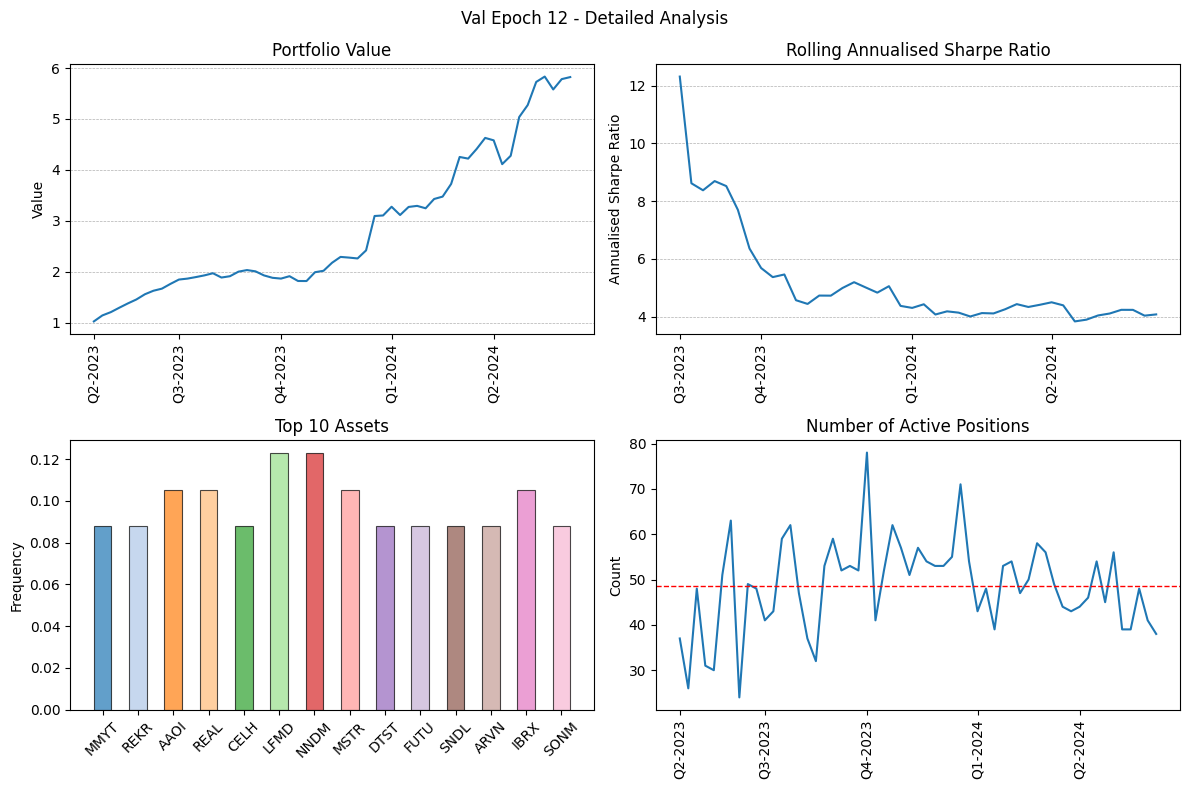 Val Epoch 12 - Detailed Analysis
Portfolio Value
Value
6
5
4
3
2
1
Q2-2023
Q3-2023
Q4-2023
Q1-2024
Q2-2024
Rolling Annualised Sharpe Ratio
Annualised Sharpe Ratio
12
10
8
6
4
Q3-2023
Q4-2023
Q1-2024
Q2-2024
Top 10 Assets
Frequency
0.12
0.10
0.08
0.06
0.04
0.02
0.00
MMYT
REKR
AAOI
REAL
CELH
LFMD
NNDM
MSTR
DTST
FUTU
SNDL
ARVN
IBRX
SONM
Number of Active Positions
Count
80
70
60
50
40
30
Q2-2023
Q3-2023
Q4-2023
Q1-2024
Q2-2024